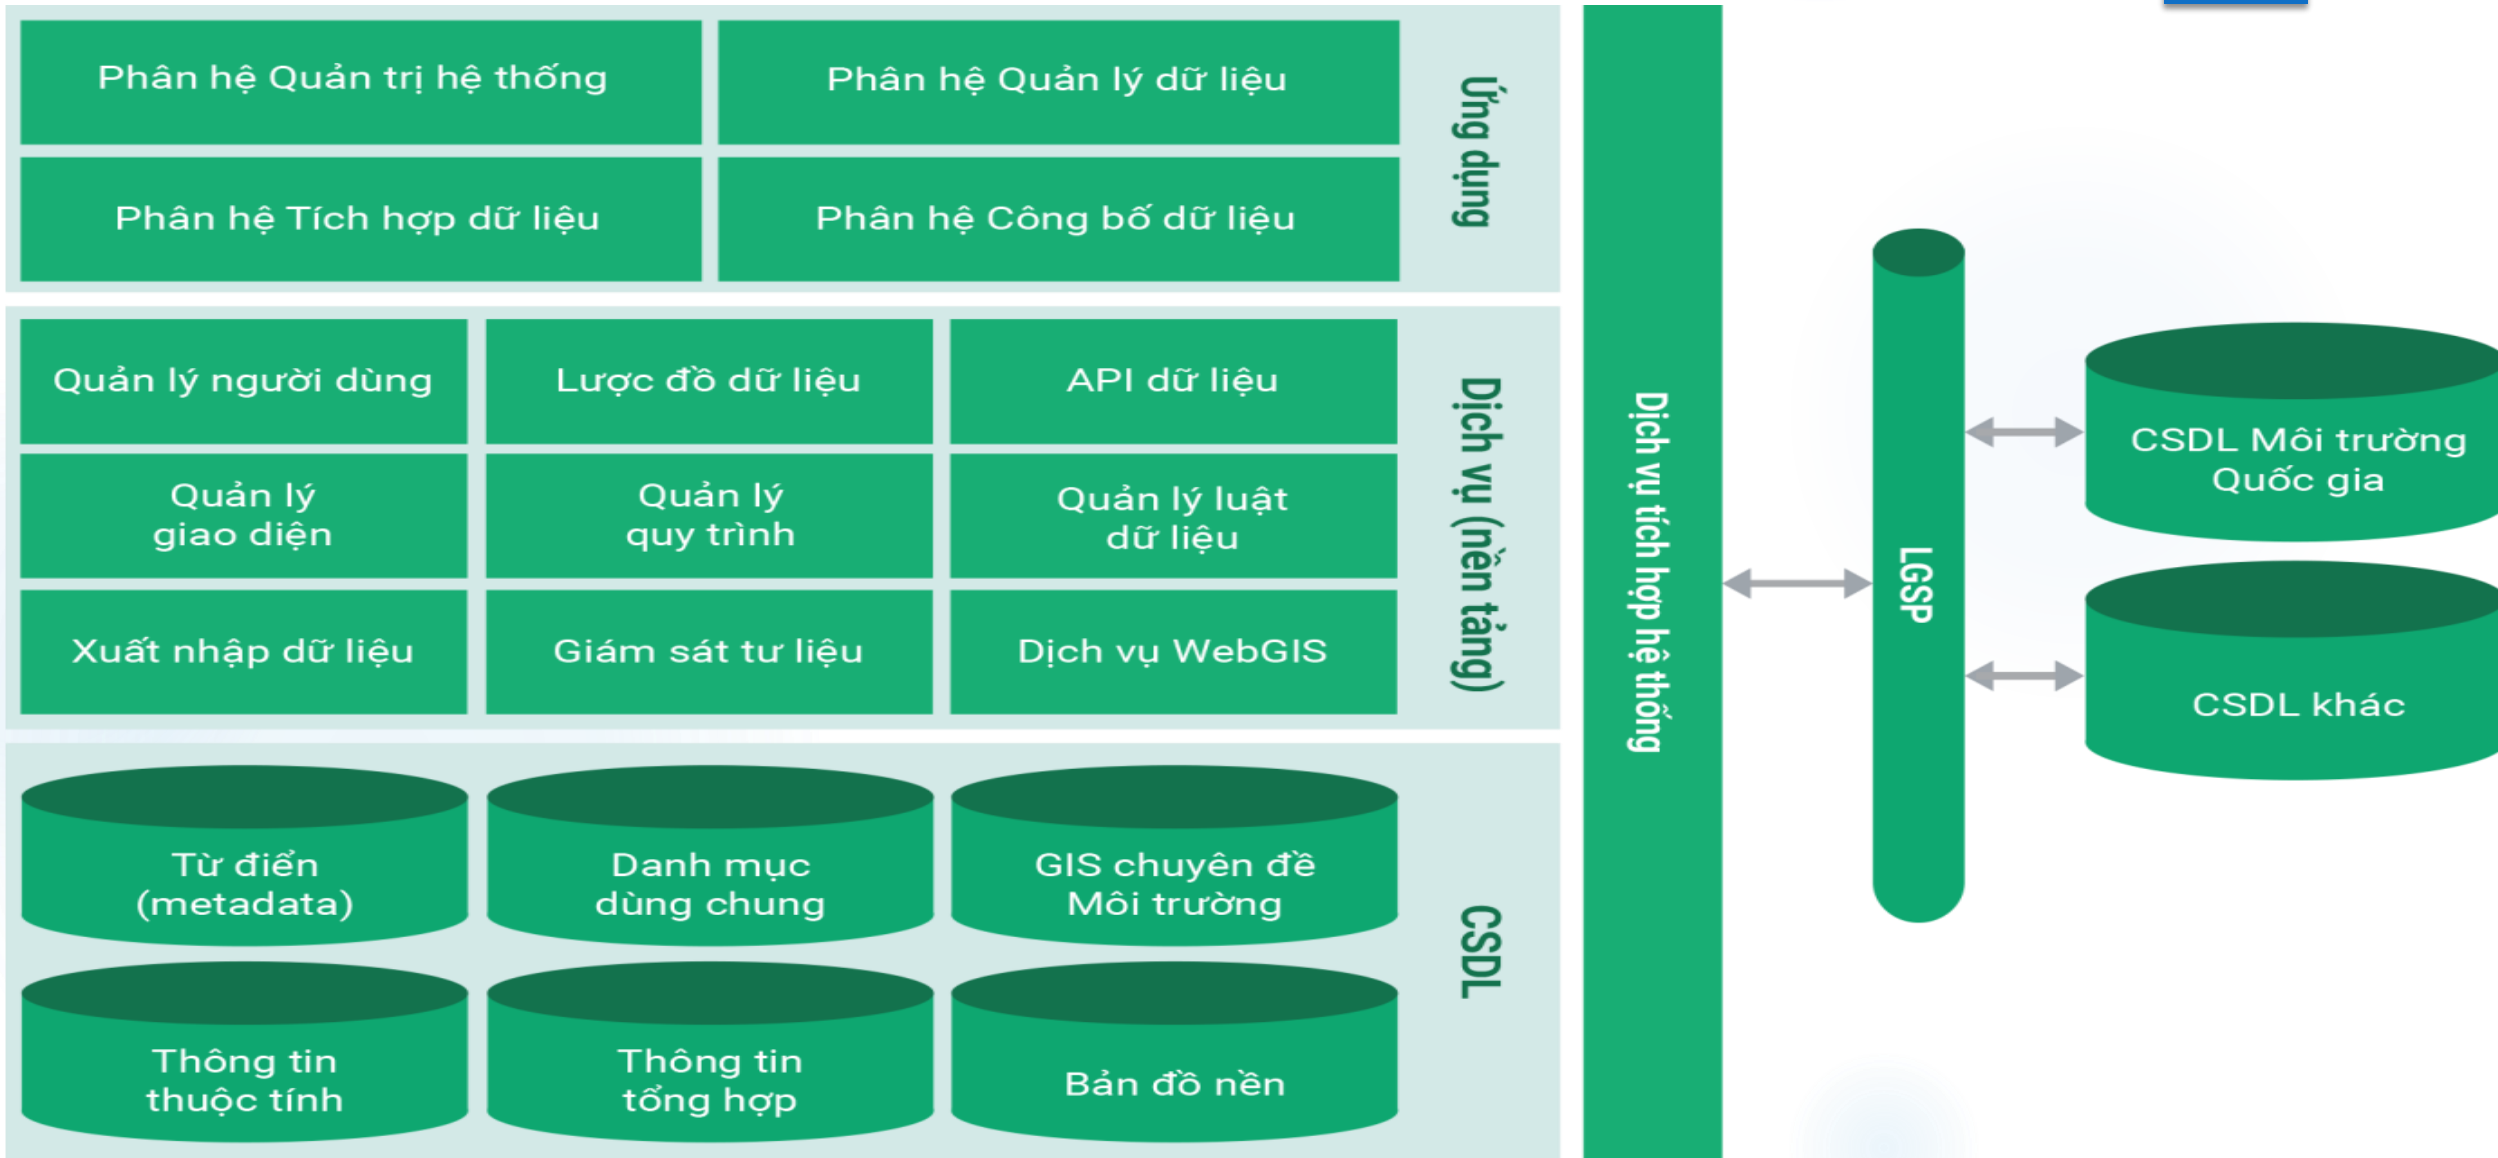 Phân hệ Quản trị hệ thống
Phân hệ Quản lý dữ liệu
Phân hệ Tích hợp dữ liệu
Phân hệ Công bố dữ liệu
Ứng dụng
Quản lý người dùng
Lược đồ dữ liệu
API dữ liệu
Quản lý
giao diện
Quản lý
quy trình
Quản lý luật
dữ liệu
Xuất nhập dữ liệu
Giám sát tư liệu
Dịch vụ WebGIS
Dịch vụ (nền tảng)
Từ điển
(metadata)
Danh mục
dùng chung
GIS chuyên đề
Môi trường
Thông tin
thuộc tính
Thông tin
tổng hợp
Bản đồ nền
CSDL
Dịch vụ tích hợp hệ thống
LGSP
CSDL Môi trường
Quốc gia
CSDL khác